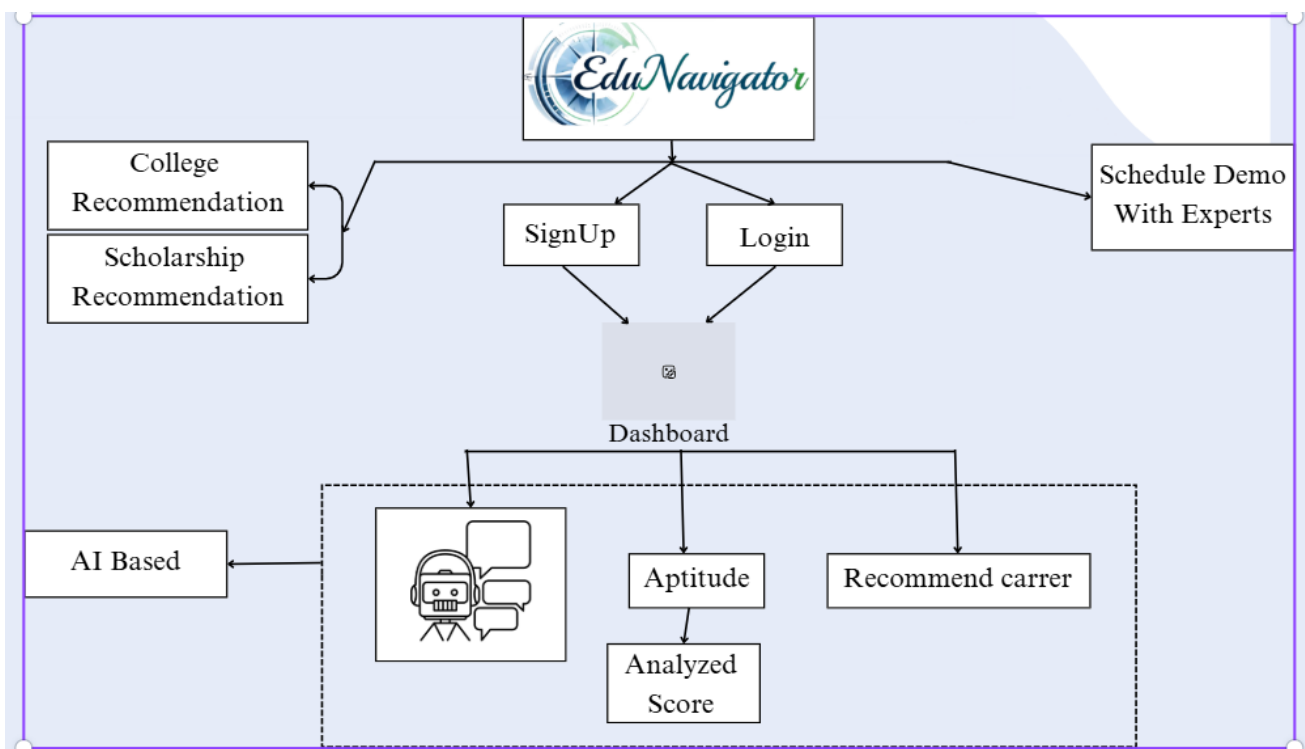 EduNavigator
College
Recommendation
Scholarship
Recommendation
SignUp
Login
Schedule Demo
With Experts
Dashboard
AI Based
Aptitude
Recommend carrer
Analyzed
Score